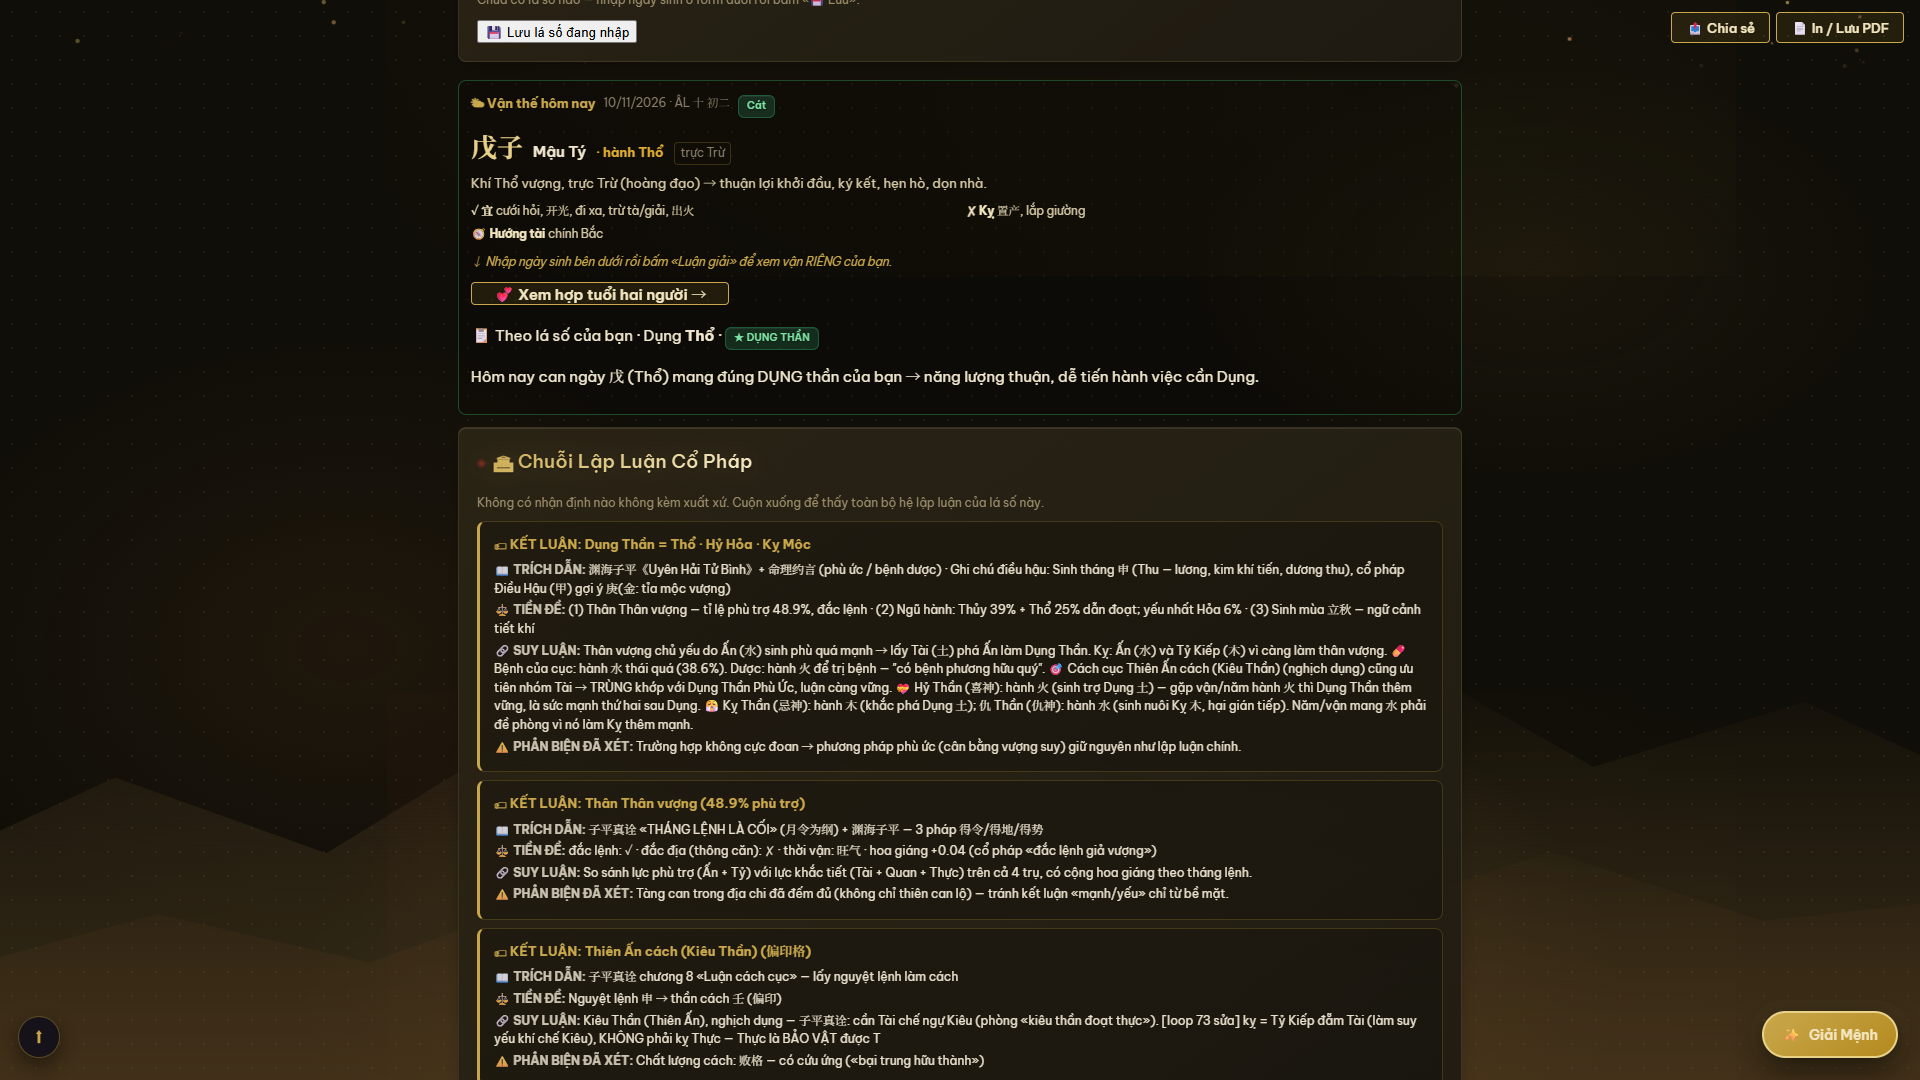 Chưa có lá số nào — nhập ngày sinh ở form dưới rồi bấm «💾 Lưu».
💾 Lưu lá số đang nhập
📤 Chia sẻ
📄 In / Lưu PDF
🌤 Vận thế hôm nay 10/11/2026 · ÂL 十 初二 Cát
戊子 Mậu Tý · hành Thổ trực Trừ
Khí Thổ vượng, trực Trừ (hoàng đạo) → thuận lợi khởi đầu, ký kết, hẹn hò, dọn nhà.
✓ 宜 cưới hỏi, 开光, đi xa, trừ tà/giải, 出火
✗ Kỵ 置产, lắp giường
🧭 Hướng tài chính Bắc
↓ Nhập ngày sinh bên dưới rồi bấm «Luận giải» để xem vận RIÊNG của bạn.
💕 Xem hợp tuổi hai người →
📋 Theo lá số của bạn · Dụng Thổ · ★ DỤNG THẦN
Hôm nay can ngày 戊 (Thổ) mang đúng DỤNG thần của bạn → năng lượng thuận, dễ tiến hành việc cần Dụng.
Chuỗi Lập Luận Cổ Pháp
Không có nhận định nào không kèm xuất xứ. Cuộn xuống để thấy toàn bộ hệ lập luận của lá số này.
KẾT LUẬN: Dụng Thần = Thổ · Hỷ Hỏa · Kỵ Mộc
📖 TRÍCH DẪN: 渊海子平《Uyên Hải Tử Bình》+ 命理约言 (phù ức / bệnh dược) · Ghi chú điều hậu: Sinh tháng 申 (Thu — lương, kim khí tiến, dương thu), cổ pháp
Điều Hậu (甲) gợi ý 庚(金: tỉa mộc vượng)
⚖ TIỀN ĐỀ: (1) Thân Thân vượng — tỉ lệ phù trợ 48.9%, đắc lệnh · (2) Ngũ hành: Thủy 39% + Thổ 25% dẫn đoạt; yếu nhất Hỏa 6% · (3) Sinh mùa 立秋 — ngữ cảnh
tiết khí
🔗 SUY LUẬN: Thân vượng chủ yếu do Ấn (水) sinh phù quá mạnh → lấy Tài (土) phá Ấn làm Dụng Thần. Kỵ: Ấn (水) và Tỷ Kiếp (木) vì càng làm thân vượng. 💊
Bệnh của cục: hành 水 thái quá (38.6%). Dược: hành 火 để trị bệnh — "có bệnh phương hữu quý". 🎯 Cách cục Thiên Ấn cách (Kiêu Thần) (nghịch dụng) cũng ưu
tiên nhóm Tài → TRÙNG khớp với Dụng Thần Phù Ức, luận càng vững. 💝 Hỷ Thần (喜神): hành 火 (sinh trợ Dụng 土) — gặp vận/năm hành 火 thì Dụng Thần thêm
vững, là sức mạnh thứ hai sau Dụng. 😤 Kỵ Thần (忌神): hành 木 (khắc phá Dụng 土); 仇 Thần (仇神): hành 水 (sinh nuôi Kỵ 木, hại gián tiếp). Năm/vận mang 水 phải
đề phòng vì nó làm Kỵ thêm mạnh.
⚠ PHẢN BIỆN ĐÃ XÉT: Trường hợp không cực đoan → phương pháp phù ức (cân bằng vượng suy) giữ nguyên như lập luận chính.
KẾT LUẬN: Thân Thân vượng (48.9% phù trợ)
📖 TRÍCH DẪN: 子平真诠 «THÁNG LỆNH LÀ CỐI» (月令为纲) + 渊海子平 — 3 pháp 得令/得地/得势
⚖ TIỀN ĐỀ: đắc lệnh: ✓ · đắc địa (thông căn): ✗ · thời vận: 旺气 · hoa giáng +0.04 (cổ pháp «đắc lệnh giả vượng»)
🔗 SUY LUẬN: So sánh lực phù trợ (Ấn + Tỷ) với lực khắc tiết (Tài + Quan + Thực) trên cả 4 trụ, có cộng hoa giáng theo tháng lệnh.
⚠ PHẢN BIỆN ĐÃ XÉT: Tàng can trong địa chi đã đếm đủ (không chỉ thiên can lộ) — tránh kết luận «mạnh/yếu» chỉ từ bề mặt.
KẾT LUẬN: Thiên Ấn cách (Kiêu Thần) (偏印格)
📖 TRÍCH DẪN: 子平真诠 chương 8 «Luận cách cục» — lấy nguyệt lệnh làm cách
⚖ TIỀN ĐỀ: Nguyệt lệnh 申 → thần cách 壬 (偏印)
🔗 SUY LUẬN: Kiêu Thần (Thiên Ấn), nghịch dụng — 子平真诠: cần Tài chế ngự Kiêu (phòng «kiêu thần đoạt thực»). [loop 73 sửa] kỵ = Tỷ Kiếp đẫm Tài (làm suy
yếu khí chế Kiêu), KHÔNG phải kỵ Thực — Thực là BẢO VẬT được T
⚠ PHẢN BIỆN ĐÃ XÉT: Chất lượng cách: 败格 — có cứu ứng («bại trung hữu thành»)
↑
✨ Giải Mệnh